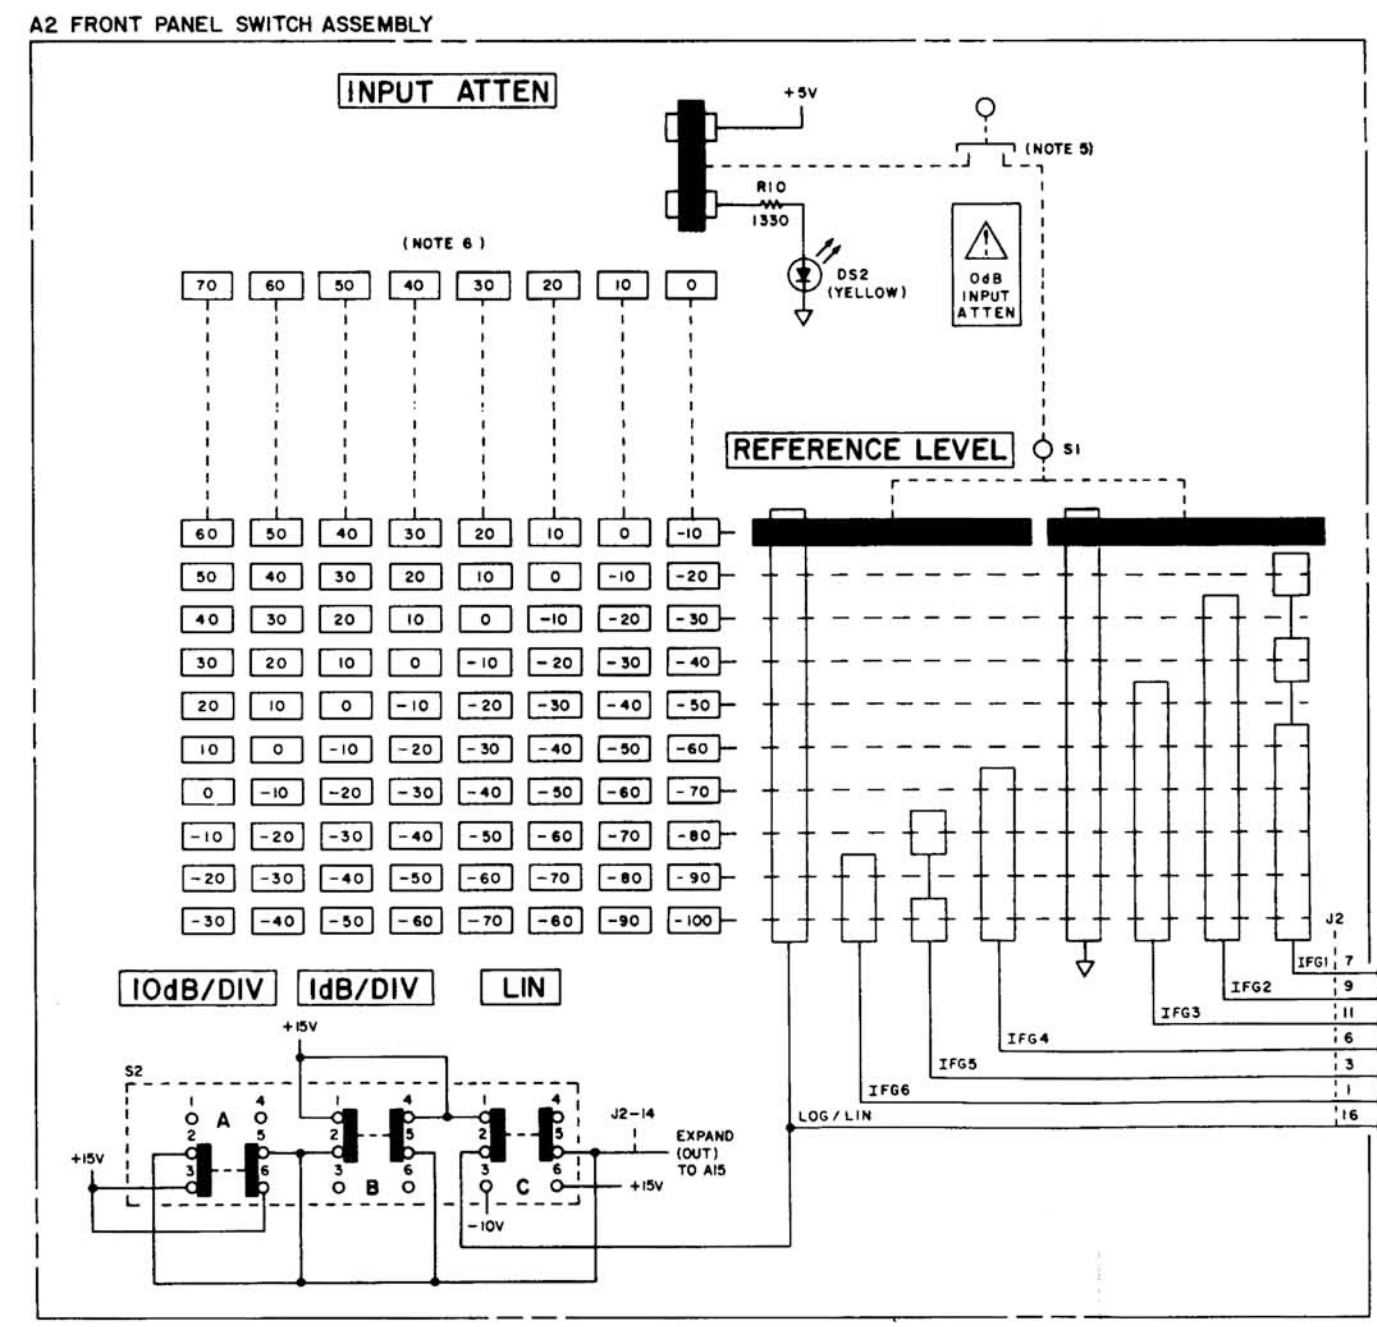 A2 FRONT PANEL SWITCH ASSEMBLY
INPUT ATTEN
+5V
(NOTE 5)
R10
1330
DS2
(YELLOW)
0dB
INPUT
ATTEN
(NOTE 6)
70 60 50 40 30 20 10 0
REFERENCE LEVEL
S1
60 50 40 30 20 10 0 -10
50 40 30 20 10 0 -10 -20
40 30 20 10 0 -10 -20 -30
30 20 10 0 -10 -20 -30 -40
20 10 0 -10 -20 -30 -40 -50
10 0 -10 -20 -30 -40 -50 -60
0 -10 -20 -30 -40 -50 -60 -70
-10 -20 -30 -40 -50 -60 -70 -80
-20 -30 -40 -50 -60 -70 -80 -90
-30 -40 -50 -60 -70 -60 -90 -100
J2
IFG1 7
IFG2 9
IFG3 11
IFG4 6
IFG5 3
IFG6 1
LOG/LIN 16
10dB/DIV 1dB/DIV LIN
+15V
S2
1 4 1 4 1 4
A
2 5 2 5 2 5
J2-14
EXPAND
(OUT)
TO A15
+15V
3 6 3 6 3 6
B C
+15V
-10V